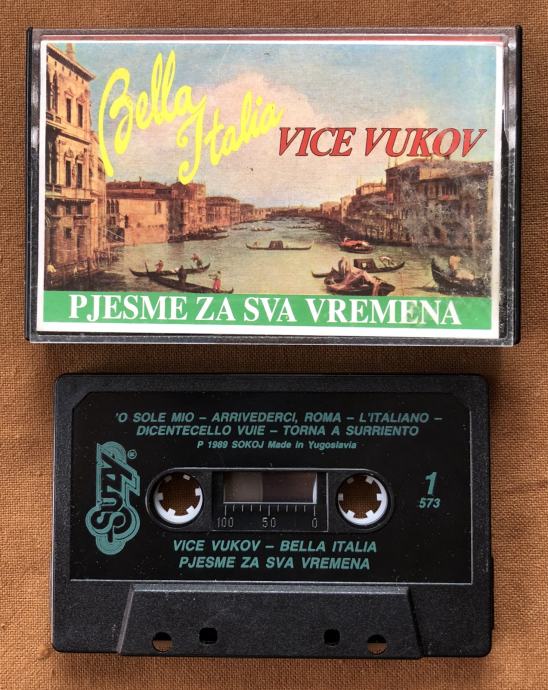 Bella
Italia
VICE VUKOV
PJESME ZA SVA VREMENA
'O SOLE MIO – ARRIVEDERCI, ROMA – L'ITALIANO –
DICENTECELLO VUIE – TORNA A SURRIENTO
P 1989 SOKOJ Made in Yugoslavia
Suzy®
1
573
100 50 0
VICE VUKOV – BELLA ITALIA
PJESME ZA SVA VREMENA